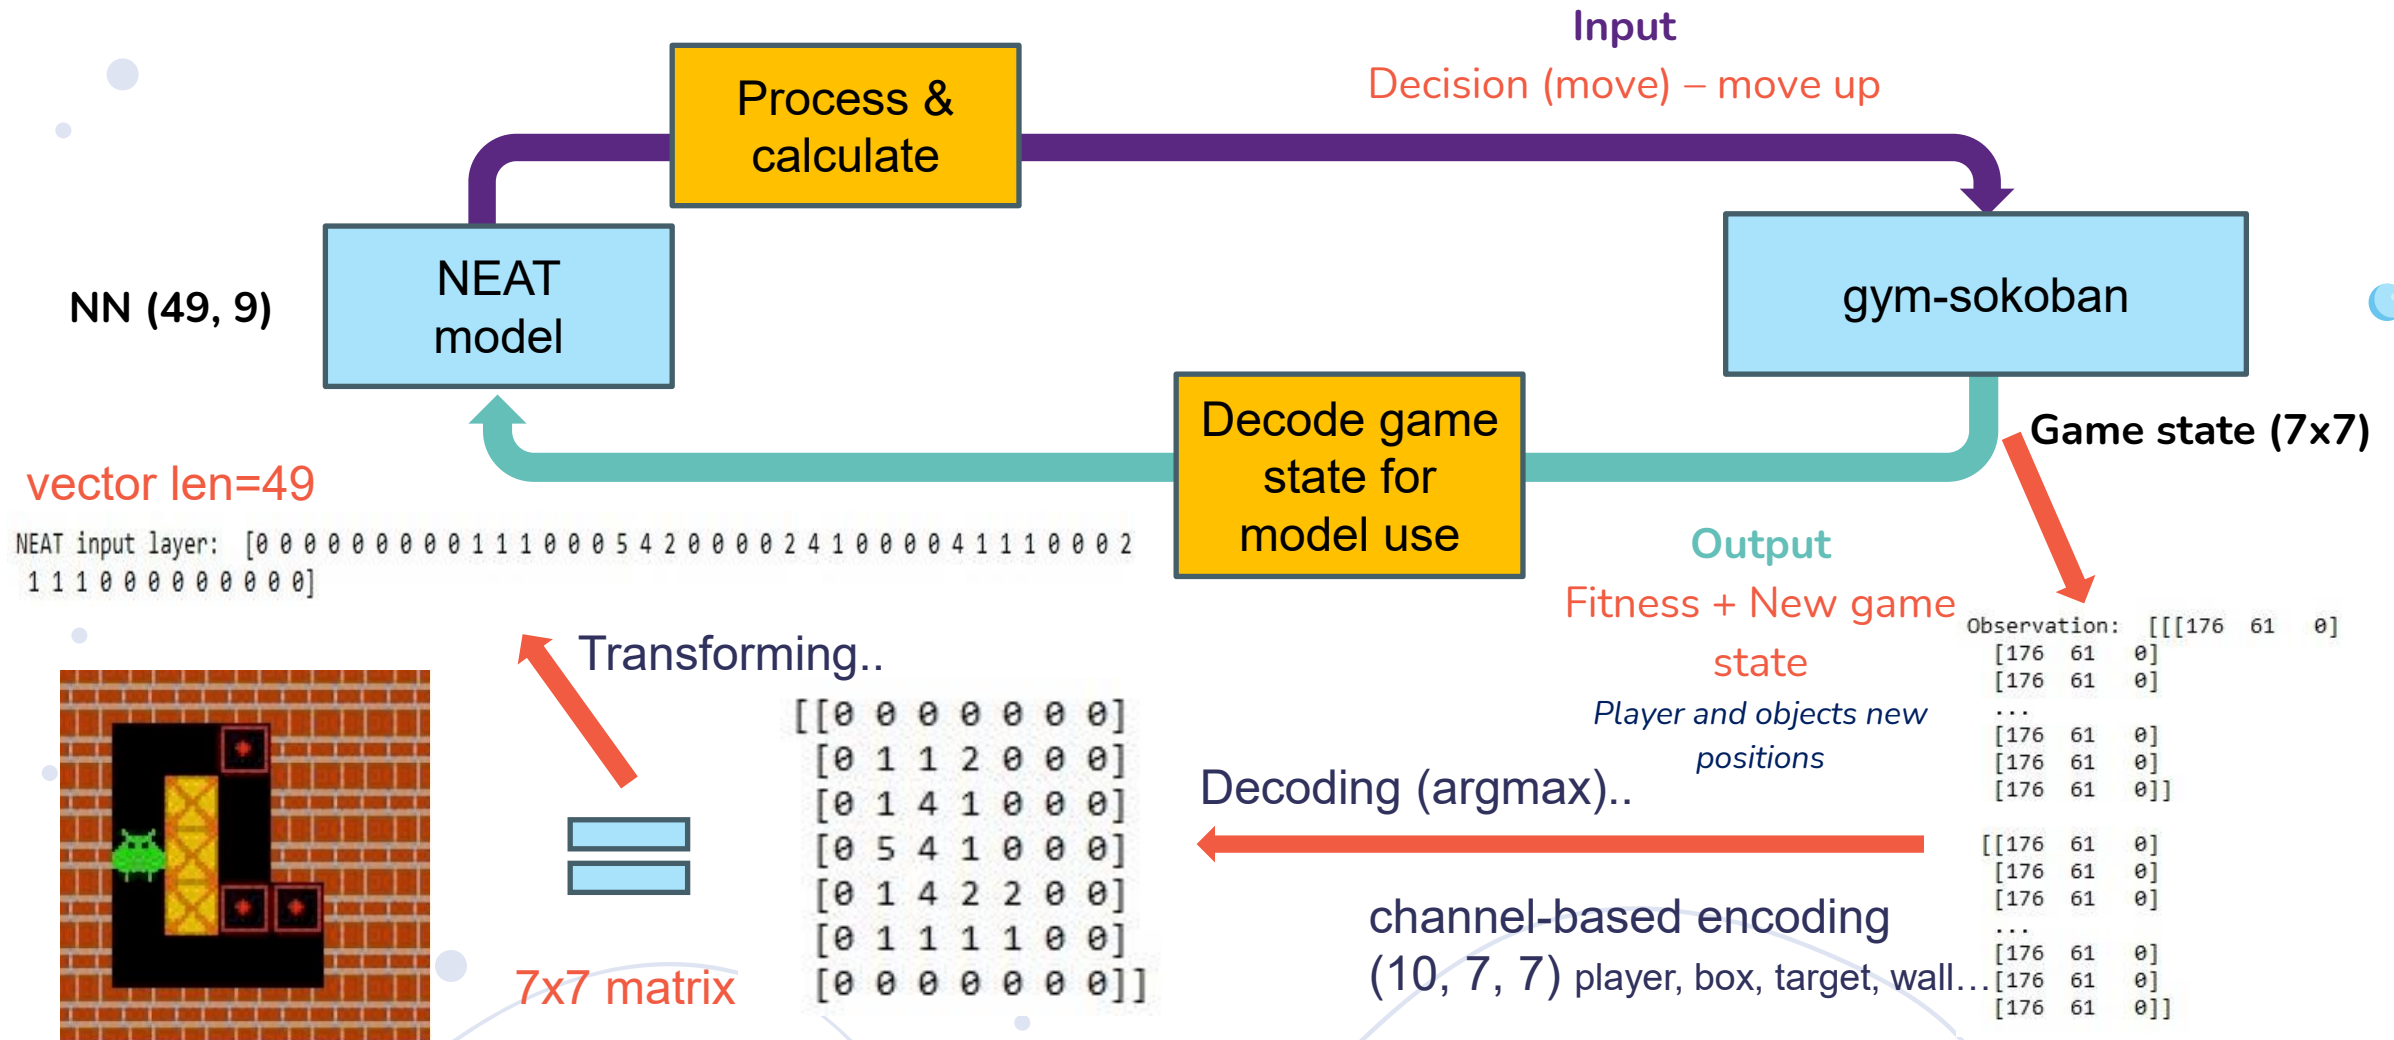 Input
Decision (move) – move up
Process &
calculate
NN (49, 9)
NEAT
model
gym-sokoban
Decode game
state for
model use
Game state (7x7)
vector len=49
NEAT input layer:  [0 0 0 0 0 0 0 0 0 1 1 1 0 0 0 5 4 2 0 0 0 0 2 4 1 0 0 0 0 4 1 1 1 0 0 0 2
1 1 1 0 0 0 0 0 0 0 0 0]
Output
Fitness + New game
state
Player and objects new
positions
Observation:  [[[176  61   0]
[176  61   0]
[176  61   0]
...
[176  61   0]
[176  61   0]
[176  61   0]]
[[176  61   0]
[176  61   0]
[176  61   0]
...
[176  61   0]
[176  61   0]
[176  61   0]]
Transforming..
[[0 0 0 0 0 0 0]
[0 1 1 2 0 0 0]
[0 1 4 1 0 0 0]
[0 5 4 1 0 0 0]
[0 1 4 2 2 0 0]
[0 1 1 1 1 0 0]
[0 0 0 0 0 0 0]]
7x7 matrix
Decoding (argmax)..
channel-based encoding
(10, 7, 7) player, box, target, wall...